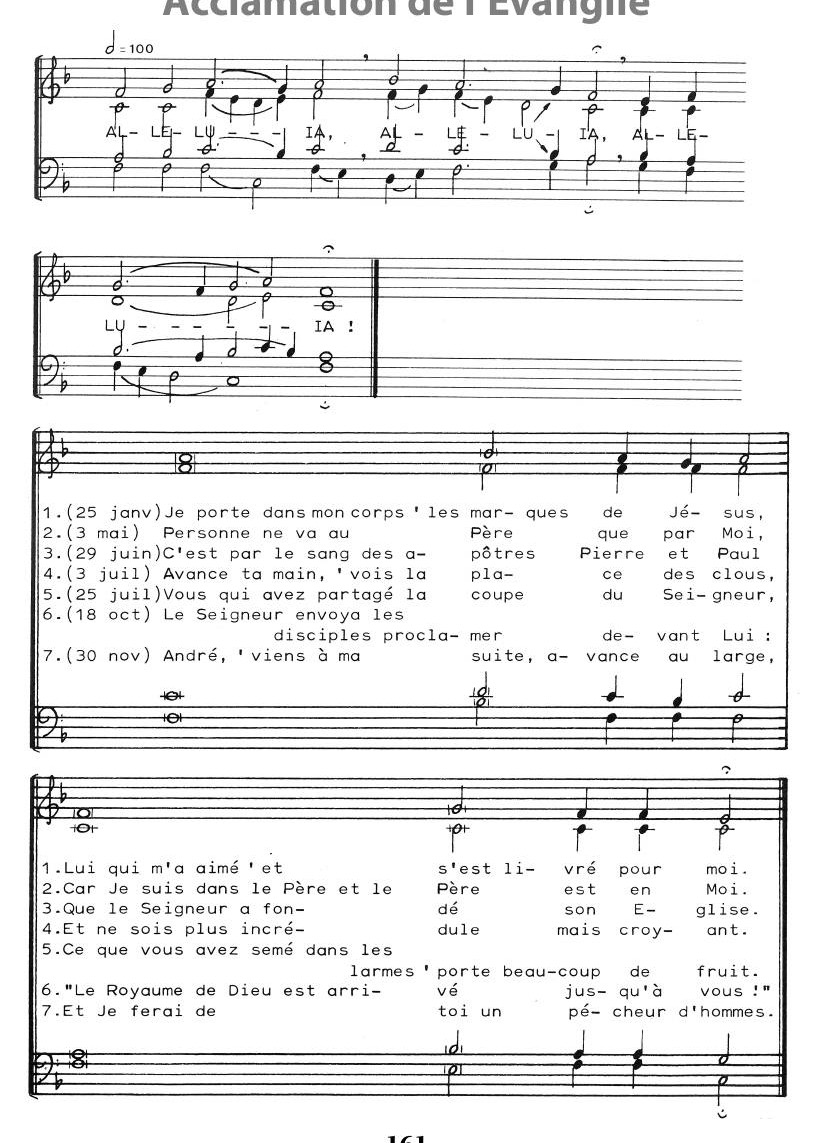 Acclamation de l'Evangile
= 100
AL- LE- LU - - - IA, AL - LE- LU - IA, AL- LE-
LU - - - - - - IA !
1.(25 janv)Je porte dans mon corps ' les mar- ques de Jé- sus,
2.(3 mai) Personne ne va au Père que par Moi,
3.(29 juin)C'est par le sang des a- pôtres Pierre et Paul
4.(3 juil) Avance ta main, ' vois la pla- ce des clous,
5.(25 juil)Vous qui avez partagé la coupe du Sei- gneur,
6.(18 oct) Le Seigneur envoya les
disciples procla- mer de- vant Lui :
7.(30 nov) André, ' viens à ma suite, a- vance au large,
1.Lui qui m'a aimé ' et s'est li- vré pour moi.
2.Car Je suis dans le Père et le Père est en Moi.
3.Que le Seigneur a fon- dé son E- glise.
4.Et ne sois plus incré- dule mais croy- ant.
5.Ce que vous avez semé dans les
larmes ' porte beau-coup de fruit.
6."Le Royaume de Dieu est arri- vé jus- qu'à vous !"
7.Et Je ferai de toi un pé- cheur d'hommes.
161